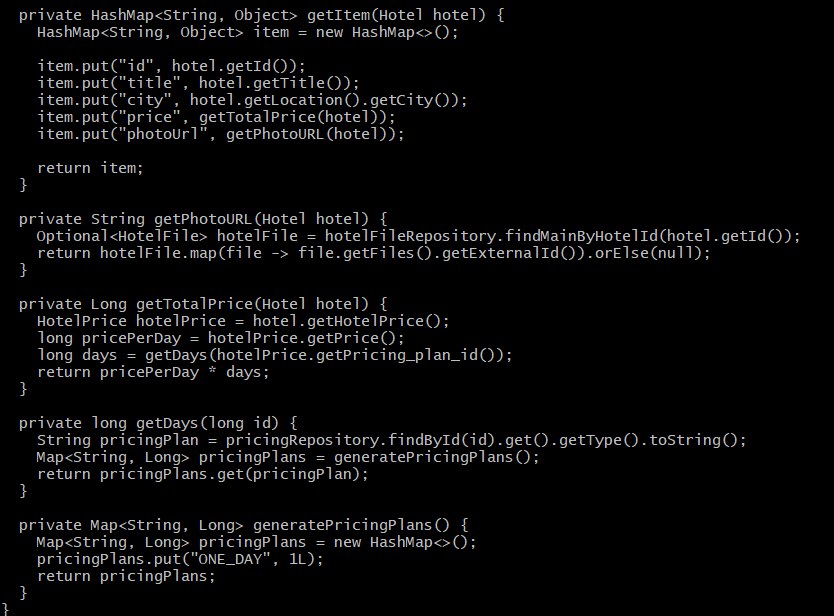 private HashMap<String, Object> getItem(Hotel hotel) {
HashMap<String, Object> item = new HashMap<>();
item.put("id", hotel.getId());
item.put("title", hotel.getTitle());
item.put("city", hotel.getLocation().getCity());
item.put("price", getTotalPrice(hotel));
item.put("photoUrl", getPhotoURL(hotel));
return item;
}
private String getPhotoURL(Hotel hotel) {
Optional<HotelFile> hotelFile = hotelFileRepository.findMainByHotelId(hotel.getId());
return hotelFile.map(file -> file.getFiles().getExternalId()).orElse(null);
}
private Long getTotalPrice(Hotel hotel) {
HotelPrice hotelPrice = hotel.getHotelPrice();
long pricePerDay = hotelPrice.getPrice();
long days = getDays(hotelPrice.getPricing_plan_id());
return pricePerDay * days;
}
private long getDays(long id) {
String pricingPlan = pricingRepository.findById(id).get().getType().toString();
Map<String, Long> pricingPlans = generatePricingPlans();
return pricingPlans.get(pricingPlan);
}
private Map<String, Long> generatePricingPlans() {
Map<String, Long> pricingPlans = new HashMap<>();
pricingPlans.put("ONE_DAY", 1L);
return pricingPlans;
}
}